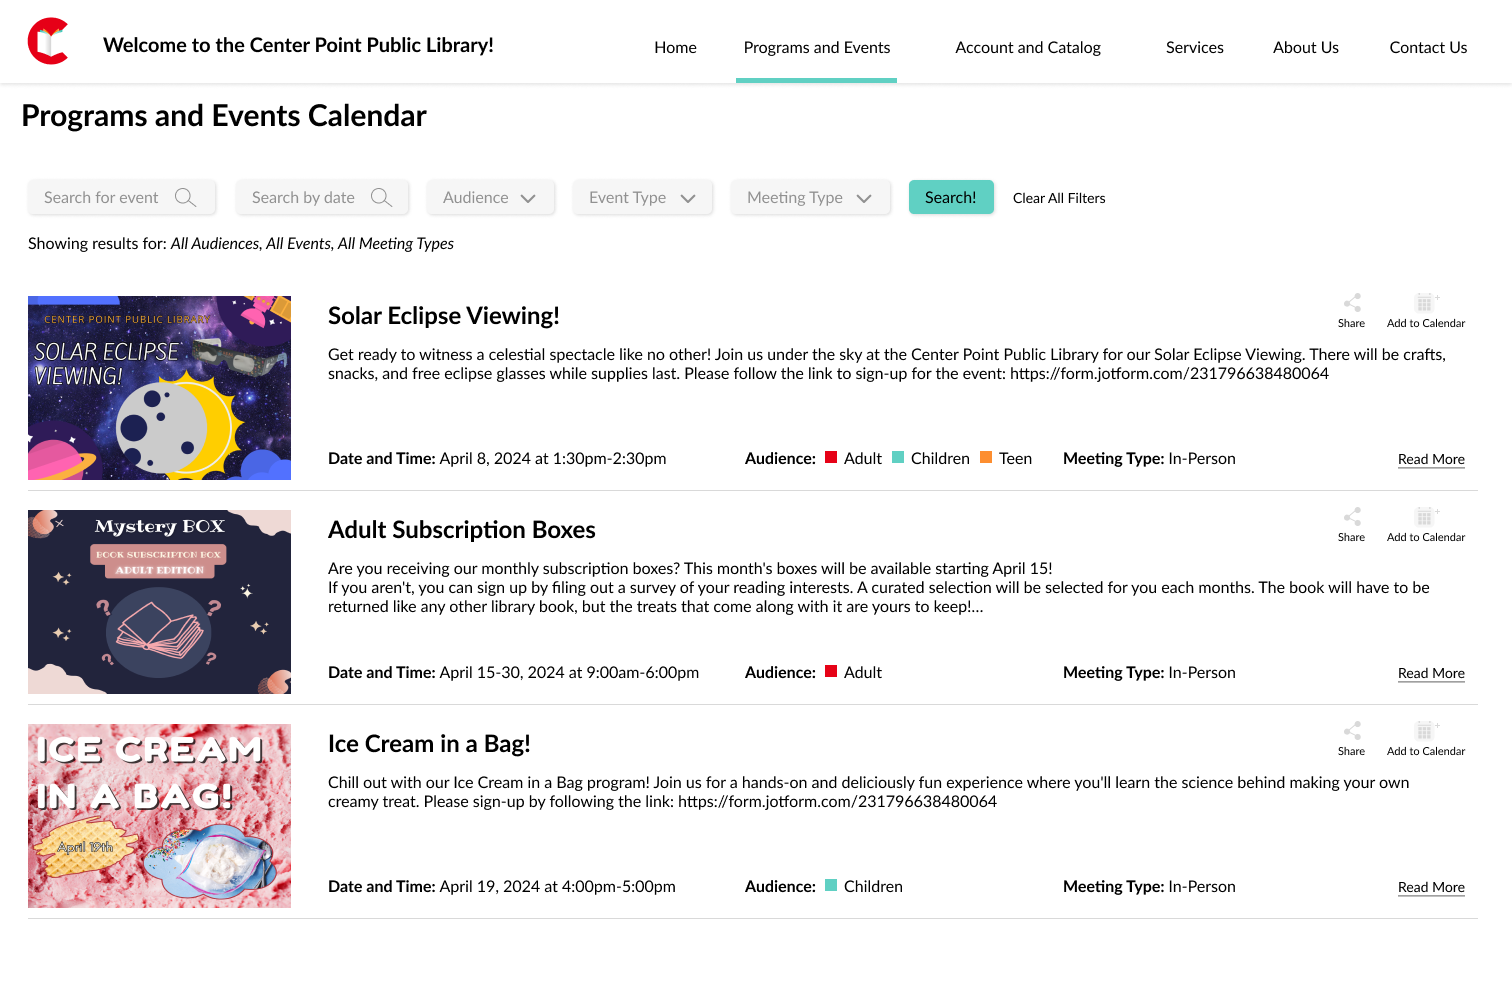 Welcome to the Center Point Public Library!
Home
Programs and Events
Account and Catalog
Services
About Us
Contact Us
Programs and Events Calendar
Search for event
Search by date
Audience
Event Type
Meeting Type
Search!
Clear All Filters
Showing results for: All Audiences, All Events, All Meeting Types
CENTER POINT PUBLIC LIBRARY
SOLAR ECLIPSE
VIEWING!
Solar Eclipse Viewing!
Share
Add to Calendar
Get ready to witness a celestial spectacle like no other! Join us under the sky at the Center Point Public Library for our Solar Eclipse Viewing. There will be crafts,
snacks, and free eclipse glasses while supplies last. Please follow the link to sign-up for the event: https://form.jotform.com/231796638480064
Date and Time: April 8, 2024 at 1:30pm-2:30pm
Audience: Adult Children Teen
Meeting Type: In-Person
Read More
Mystery BOX
BOOK SUBSCRIPTON BOX
ADULT EDITION
Adult Subscription Boxes
Share
Add to Calendar
Are you receiving our monthly subscription boxes? This month's boxes will be available starting April 15!
If you aren't, you can sign up by filing out a survey of your reading interests. A curated selection will be selected for you each months. The book will have to be
returned like any other library book, but the treats that come along with it are yours to keep!...
Date and Time: April 15-30, 2024 at 9:00am-6:00pm
Audience: Adult
Meeting Type: In-Person
Read More
ICE CREAM
IN A BAG!
April 19th
Ice Cream in a Bag!
Share
Add to Calendar
Chill out with our Ice Cream in a Bag program! Join us for a hands-on and deliciously fun experience where you'll learn the science behind making your own
creamy treat. Please sign-up by following the link: https://form.jotform.com/231796638480064
Date and Time: April 19, 2024 at 4:00pm-5:00pm
Audience: Children
Meeting Type: In-Person
Read More